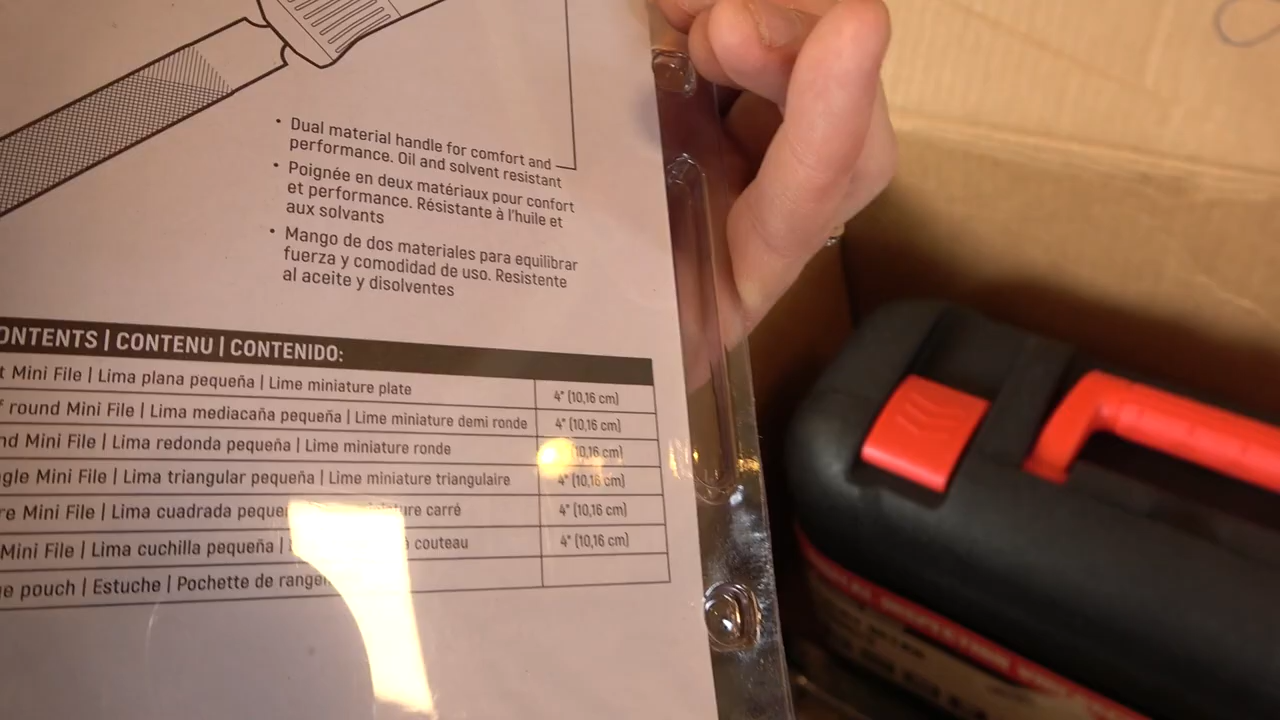 • Dual material handle for comfort and
performance. Oil and solvent resistant
• Poignée en deux matériaux pour confort
et performance. Résistante à l'huile et
aux solvants
• Mango de dos materiales para equilibrar
fuerza y comodidad de uso. Resistente
al aceite y disolventes
ONTENTS | CONTENU | CONTENIDO:
t Mini File | Lima plana pequeña | Lime miniature plate 4" (10,16 cm)
f round Mini File | Lima mediacaña pequeña | Lime miniature demi ronde 4" (10,16 cm)
nd Mini File | Lima redonda pequeña | Lime miniature ronde 10,16 cm)
gle Mini File | Lima triangular pequeña | Lime miniature triangulaire 4" (10,16 cm)
re Mini File | Lima cuadrada peque ture carré 4" (10,16 cm)
Mini File | Lima cuchilla pequeña | à couteau 4" (10,16 cm)
e pouch | Estuche | Pochette de range